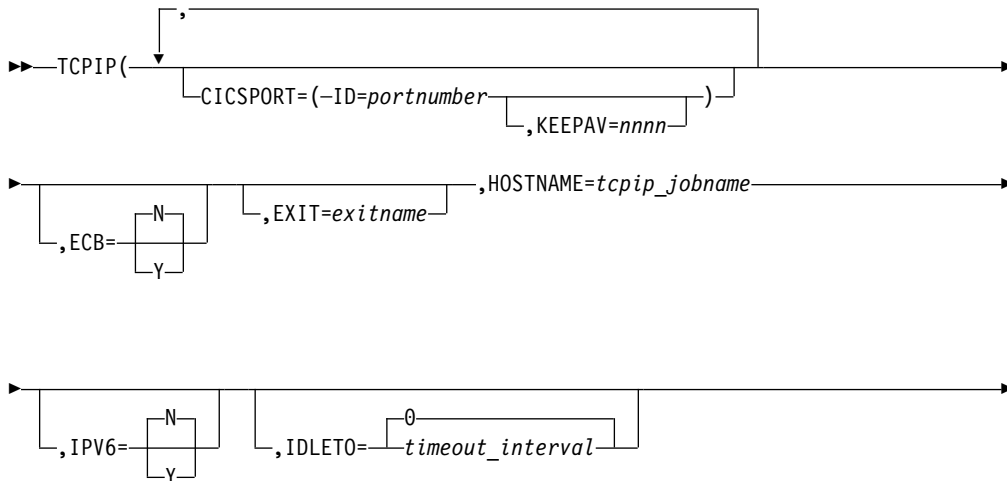 ,
TCPIP(
CICSPORT=(ID=portnumber )
,KEEPAV=nnnn
,HOSTNAME=tcpip_jobname
N
,EXIT=exitname
,ECB=
Y
N
0
,IPV6=
,IDLETO= timeout_interval
Y